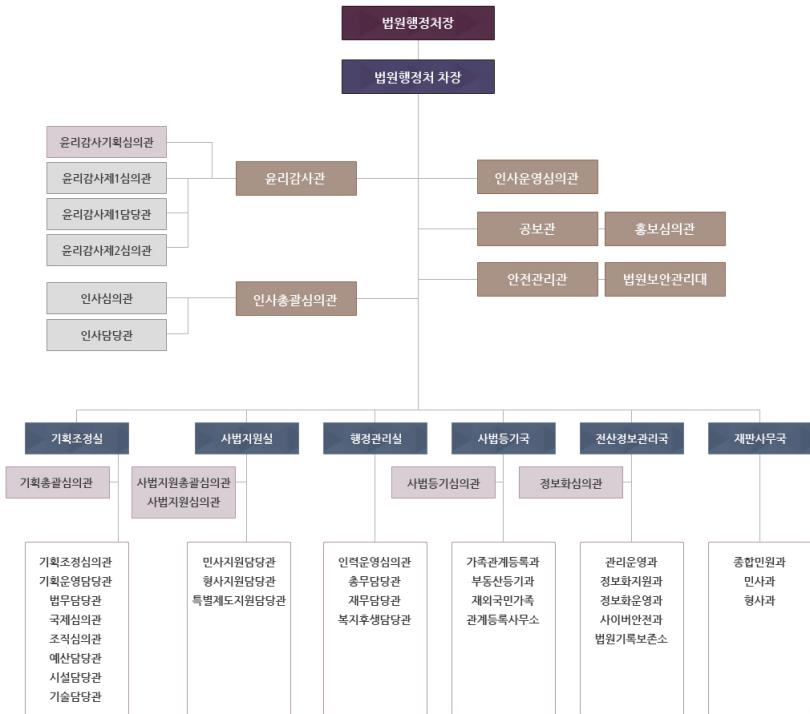 법원행정처장
법원행정처 차장
윤리감사기획심의관
윤리감사제1심의관
윤리감사제1담당관
윤리감사제2심의관
윤리감사관
인사심의관
인사담당관
인사총괄심의관
인사운영심의관
공보관
홍보심의관
안전관리관
법원보안관리대
기획조정실
사법지원실
행정관리실
사법등기국
전산정보관리국
재판사무국
기획총괄심의관
사법지원총괄심의관
사법지원심의관
사법등기심의관
정보화심의관
기획조정심의관
기획운영담당관
법무담당관
국제심의관
조직심의관
예산담당관
시설담당관
기술담당관
민사지원담당관
형사지원담당관
특별제도지원담당관
인력운영심의관
총무담당관
재무담당관
복지후생담당관
가족관계등록과
부동산등기과
재외국민가족
관계등록사무소
관리운영과
정보화지원과
정보화운영과
사이버안전과
법원기록보존소
종합민원과
민사과
형사과